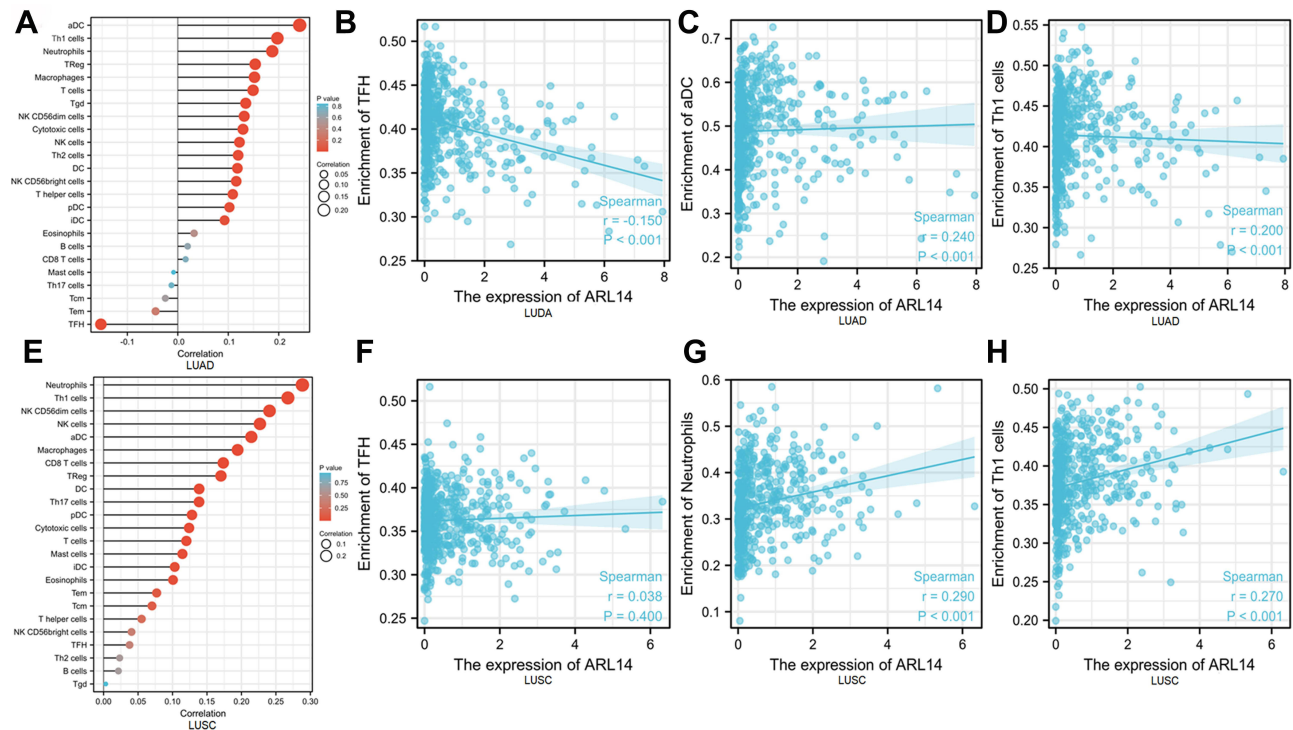 A
aDC
Th1 cells
Neutrophils
TReg
Macrophages
T cells
Tgd
NK CD56dim cells
Cytotoxic cells
NK cells
Th2 cells
DC
NK CD56bright cells
T helper cells
pDC
iDC
Eosinophils
B cells
CD8 T cells
Mast cells
Th17 cells
Tcm
Tem
TFH
-0.1 0.0 0.1 0.2
Correlation
LUAD
P value
0.8
0.6
0.4
0.2
Correlation
0.05
0.10
0.15
0.20
B
Enrichment of TFH
0.50
0.45
0.40
0.35
0.30
0.25
Spearman
r = -0.150
P < 0.001
0 2 4 6 8
The expression of ARL14
LUDA
C
Enrichment of aDC
0.7
0.6
0.5
0.4
0.3
0.2
Spearman
r = 0.240
P < 0.001
0 2 4 6 8
The expression of ARL14
LUAD
D
Enrichment of Th1 cells
0.55
0.50
0.45
0.40
0.35
0.30
0.25
Spearman
r = 0.200
P < 0.001
0 2 4 6 8
The expression of ARL14
LUAD
E
Neutrophils
Th1 cells
NK CD56dim cells
NK cells
aDC
Macrophages
CD8 T cells
TReg
DC
Th17 cells
pDC
Cytotoxic cells
T cells
Mast cells
iDC
Eosinophils
Tem
Tcm
T helper cells
NK CD56bright cells
TFH
Th2 cells
B cells
Tgd
0.00 0.05 0.10 0.15 0.20 0.25 0.30
Correlation
LUSC
P value
0.75
0.50
0.25
Correlation
0.1
0.2
F
Enrichment of TFH
0.50
0.45
0.40
0.35
0.30
0.25
Spearman
r = 0.038
P = 0.400
0 2 4 6
The expression of ARL14
LUSC
G
Enrichment of Neutrophils
0.6
0.5
0.4
0.3
0.2
0.1
Spearman
r = 0.290
P < 0.001
0 2 4 6
The expression of ARL14
LUSC
H
Enrichment of Th1 cells
0.50
0.45
0.40
0.35
0.30
0.25
0.20
Spearman
r = 0.270
P < 0.001
0 2 4 6
The expression of ARL14
LUSC